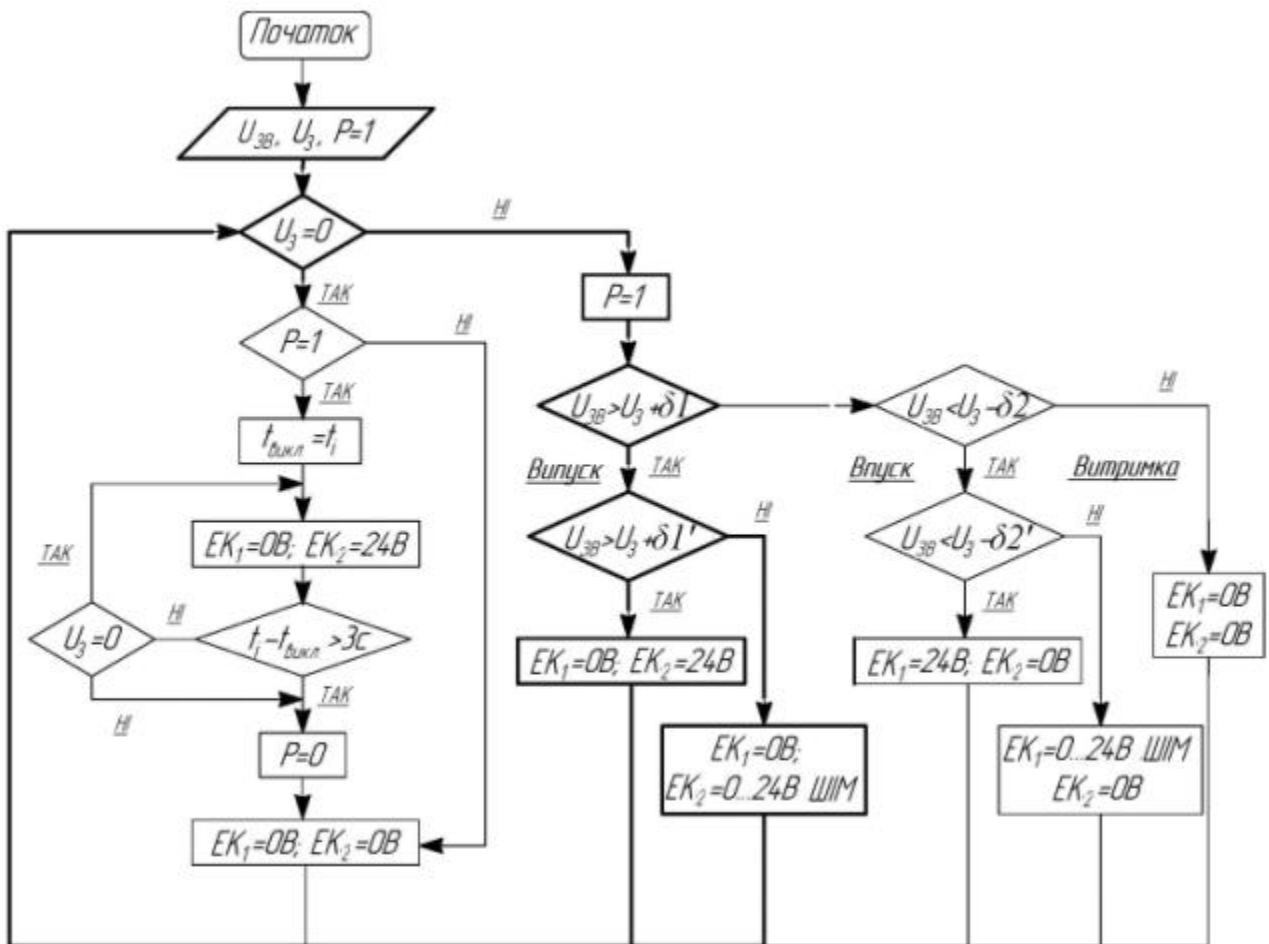 Початок
U_ЗВ, U_З, P=1
U_З=0
НІ
ТАК
P=1
НІ
ТАК
t_викл.=t_i
EK_1=0В; EK_2=24В
ТАК
U_З=0
НІ
t_i-t_викл.>3с
НІ
ТАК
P=0
EK_1=0В; EK_2=0В
P=1
U_ЗВ>U_З+δ1
Випуск
ТАК
U_ЗВ>U_З+δ1'
НІ
ТАК
EK_1=0В; EK_2=24В
EK_1=0В;
EK_2=0...24В ШІМ
U_ЗВ<U_З-δ2
НІ
Впуск
ТАК
Витримка
U_ЗВ<U_З-δ2'
НІ
ТАК
EK_1=24В; EK_2=0В
EK_1=0...24В ШІМ
EK_2=0В
EK_1=0В
EK_2=0В